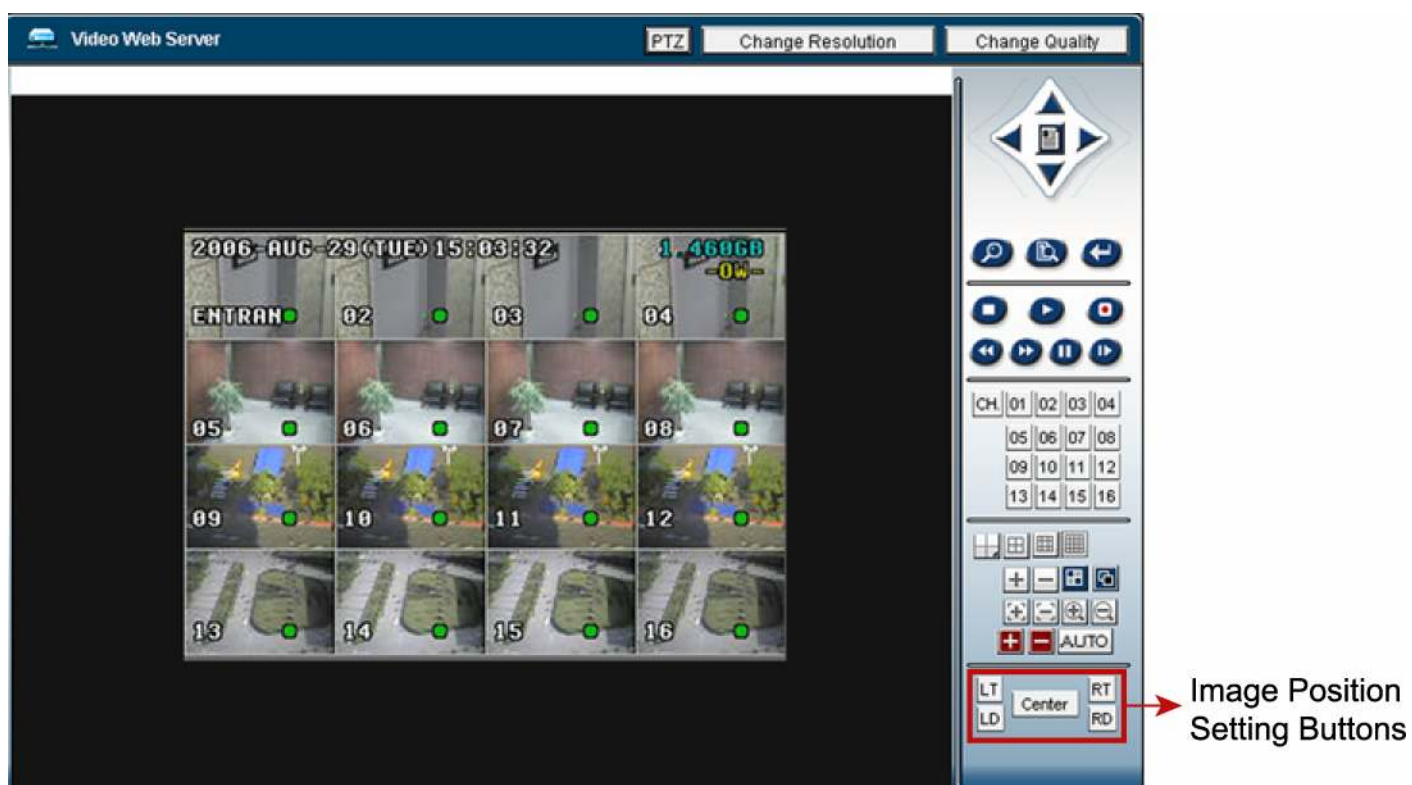 Video Web Server
PTZ
Change Resolution
Change Quality
2006-AUG-29(TUE)15:03:32
1.460GB
-OW-
ENTRAN
02
03
04
05
06
07
08
09
10
11
12
13
14
15
16
CH. 01 02 03 04
05 06 07 08
09 10 11 12
13 14 15 16
AUTO
LT
Center
RT
LD
RD
Image Position
Setting Buttons